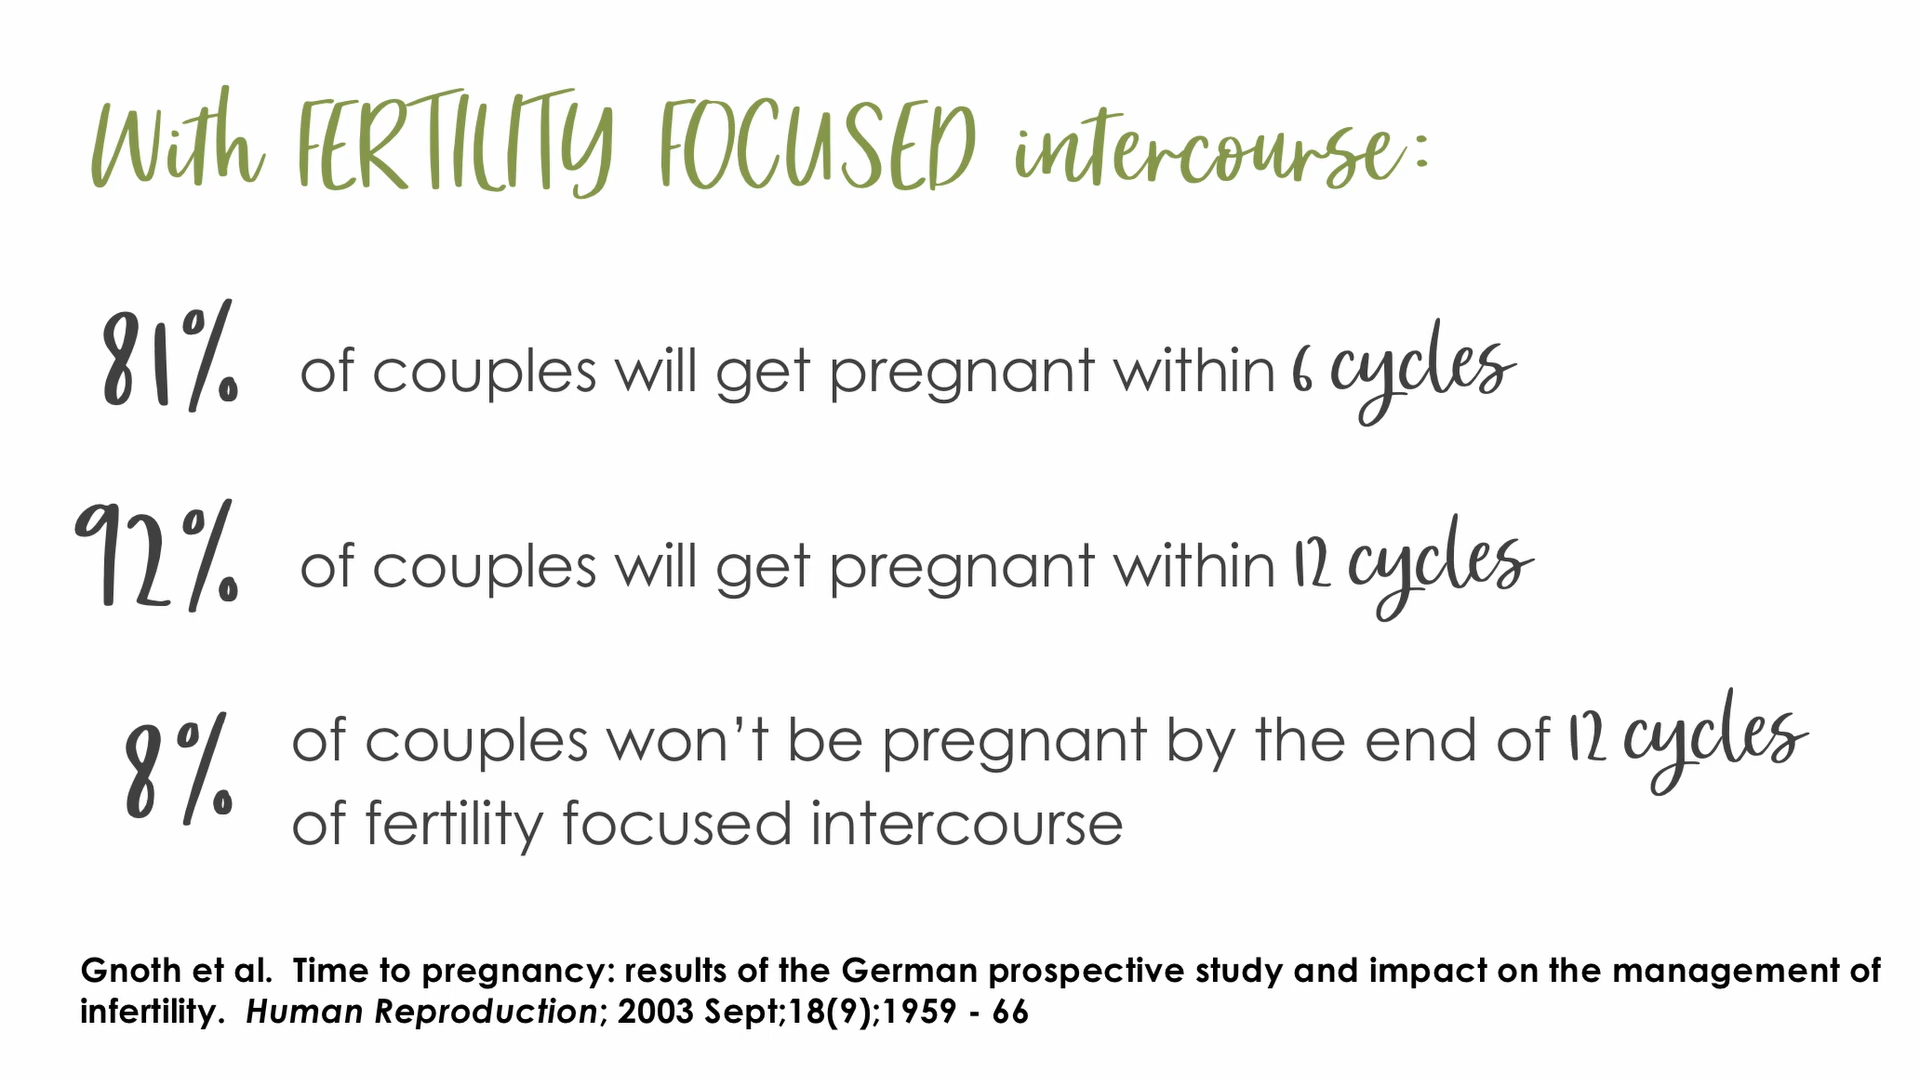 With FERTILITY FOCUSED intercourse:
81% of couples will get pregnant within 6 cycles
92% of couples will get pregnant within 12 cycles
8% of couples won’t be pregnant by the end of 12 cycles
of fertility focused intercourse
Gnoth et al.  Time to pregnancy: results of the German prospective study and impact on the management of
infertility.  Human Reproduction; 2003 Sept;18(9);1959 - 66